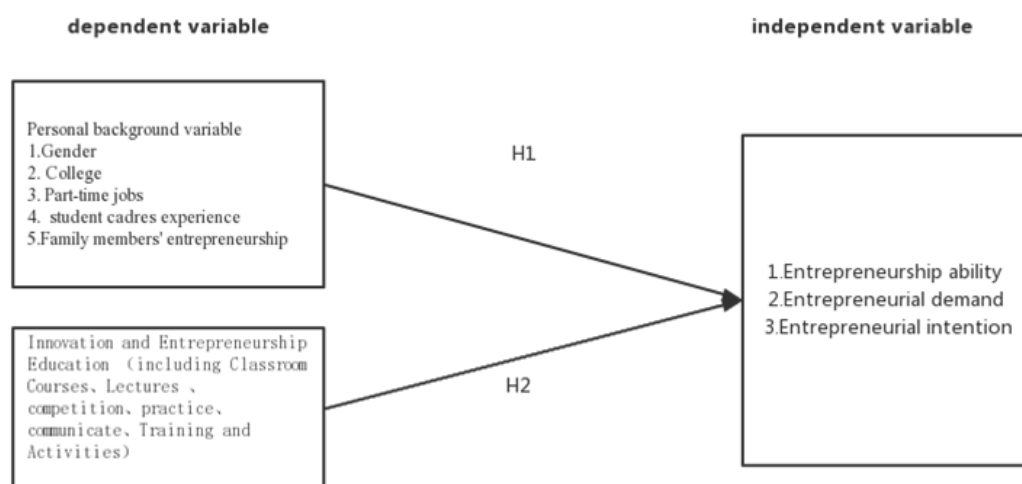 dependent variable
independent variable
Personal background variable
1.Gender
2. College
3. Part-time jobs
4. student cadres experience
5.Family members' entrepreneurship
H1
1.Entrepreneurship ability
2.Entrepreneurial demand
3.Entrepreneurial intention
Innovation and Entrepreneurship
Education （including Classroom
Courses、Lectures 、
competition、practice、
communicate、Training and
Activities）
H2